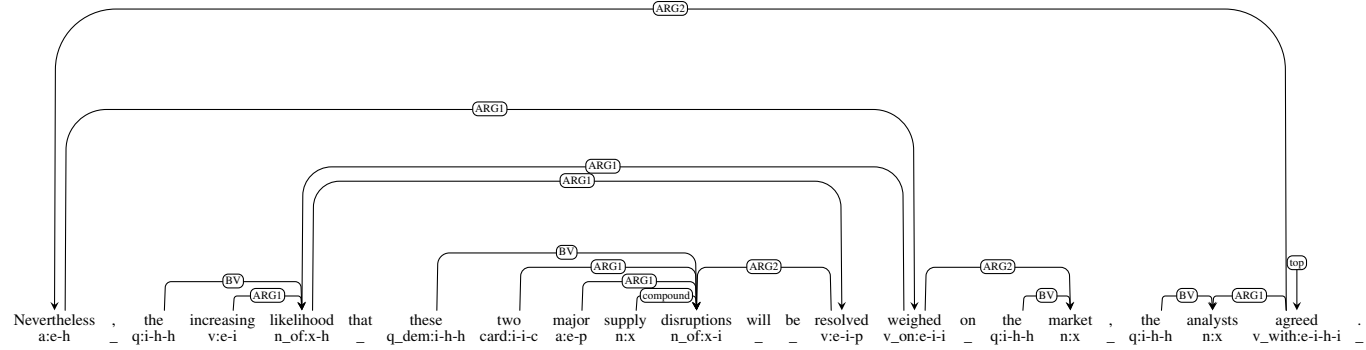 ARG2
ARG1
ARG1
ARG1
BV ARG1 ARG2 ARG2 top
BV ARG1 ARG1 compound BV BV ARG1
Nevertheless , the increasing likelihood that these two major supply disruptions will be resolved weighed on the market , the analysts agreed .
a:e-h _ q:i-h-h v:e-i n_of:x-h _ q_dem:i-h-h card:i-i-c a:e-p n:x n_of:x-i _ _ v:e-i-p v_on:e-i-i _ q:i-h-h n:x _ q:i-h-h n:x v_with:e-i-h-i _